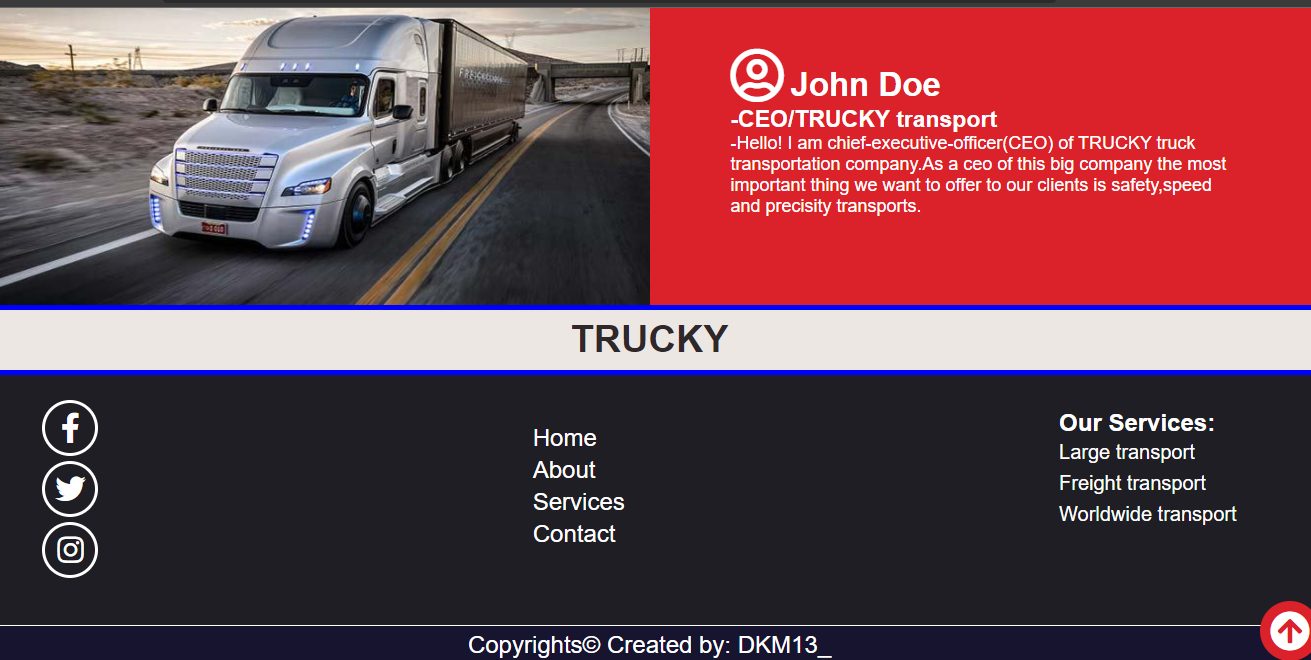 FREIGHTLINER
John Doe
-CEO/TRUCKY transport
-Hello! I am chief-executive-officer(CEO) of TRUCKY truck
transportation company.As a ceo of this big company the most
important thing we want to offer to our clients is safety,speed
and precisity transports.
TRUCKY
Home
About
Services
Contact
Our Services:
Large transport
Freight transport
Worldwide transport
Copyrights© Created by: DKM13_